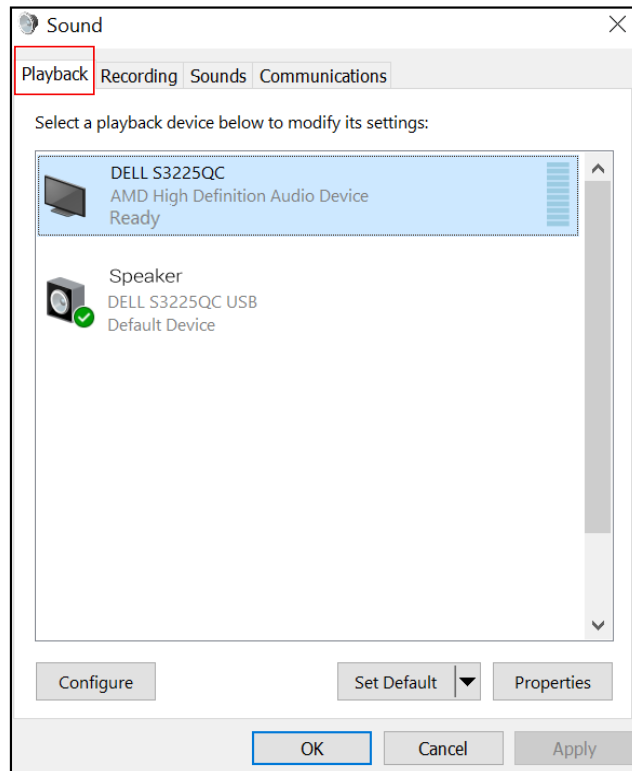 Sound
Playback Recording Sounds Communications
Select a playback device below to modify its settings:
DELL S3225QC
AMD High Definition Audio Device
Ready
Speaker
DELL S3225QC USB
Default Device
Configure Set Default Properties
OK Cancel Apply